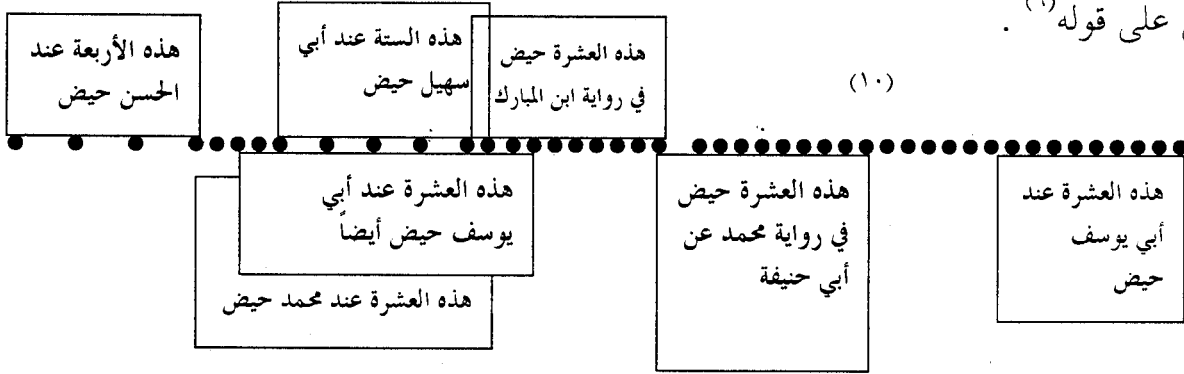 على قوله(٩) .
(١٠)
هذه العشرة حيض
في رواية ابن المبارك
هذه الستة عند أبي
سهيل حيض
هذه الأربعة عند
الحسن حيض
هذه العشرة عند
أبي يوسف
حيض
هذه العشرة حيض
في رواية محمد عن
أبي حنيفة
هذه العشرة عند أبي
يوسف حيض أيضاً
هذه العشرة عند محمد حيض